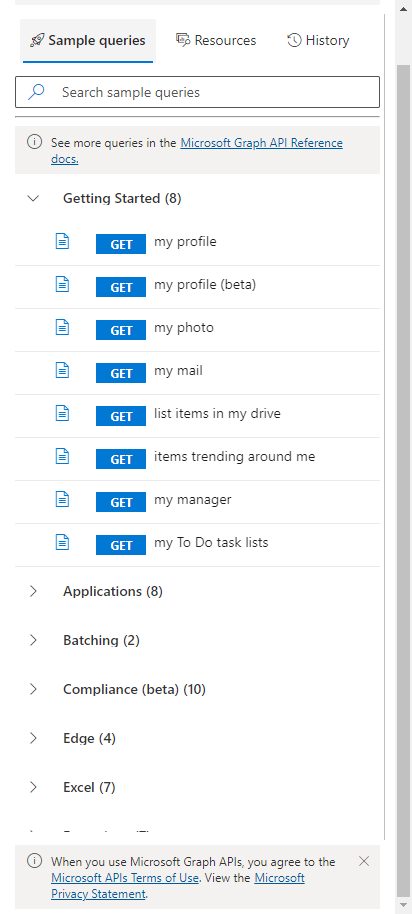 Sample queries Resources History
Search sample queries
See more queries in the Microsoft Graph API Reference
docs.
Getting Started (8)
GET my profile
GET my profile (beta)
GET my photo
GET my mail
GET list items in my drive
GET items trending around me
GET my manager
GET my To Do task lists
Applications (8)
Batching (2)
Compliance (beta) (10)
Edge (4)
Excel (7)
When you use Microsoft Graph APIs, you agree to the
Microsoft APIs Terms of Use. View the Microsoft
Privacy Statement.